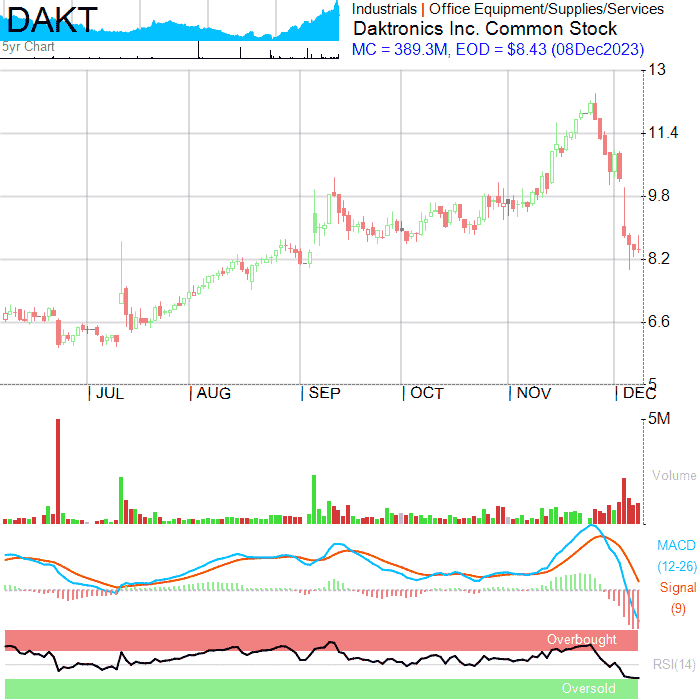 DAKT
Industrials | Office Equipment/Supplies/Services
Daktronics Inc. Common Stock
5yr Chart
MC = 389.3M, EOD = $8.43 (08Dec2023)
13
11.4
9.8
8.2
6.6
5
JUL AUG SEP OCT NOV DEC
5M
Volume
MACD
(12-26)
Signal
(9)
Overbought
RSI(14)
Oversold